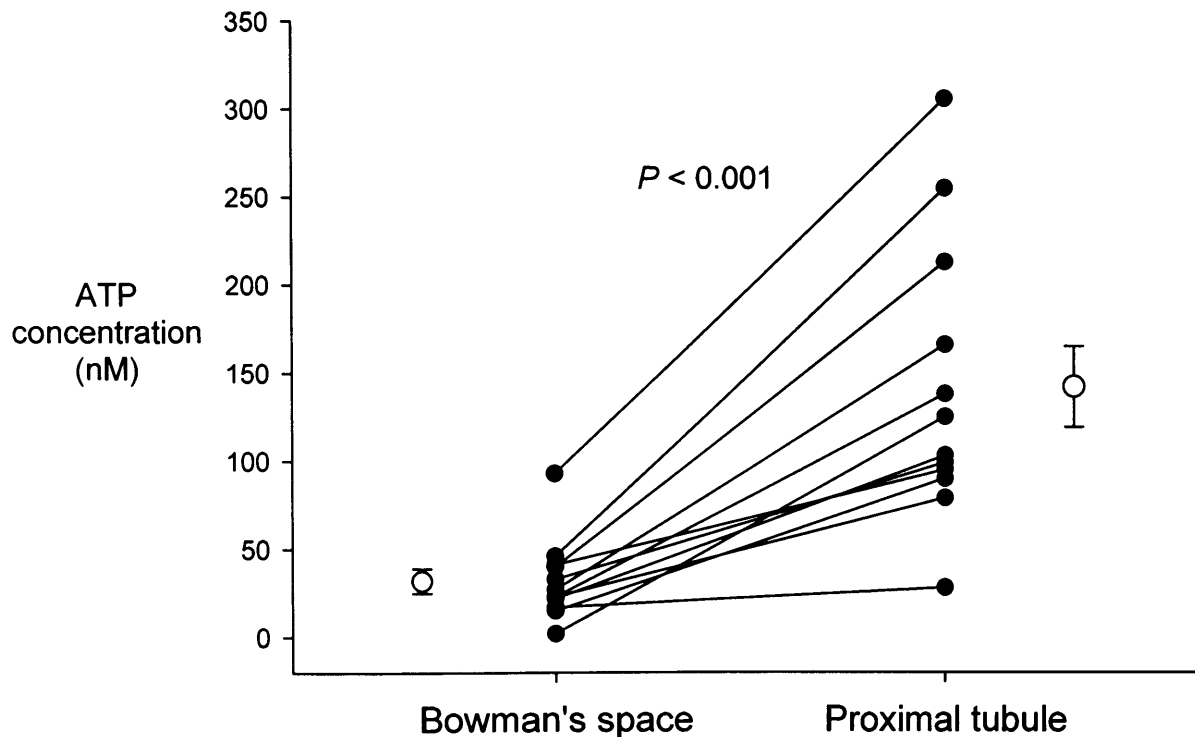 350
300
250
200
150
100
50
0
ATP
concentration
(nM)
P < 0.001
Bowman's space
Proximal tubule